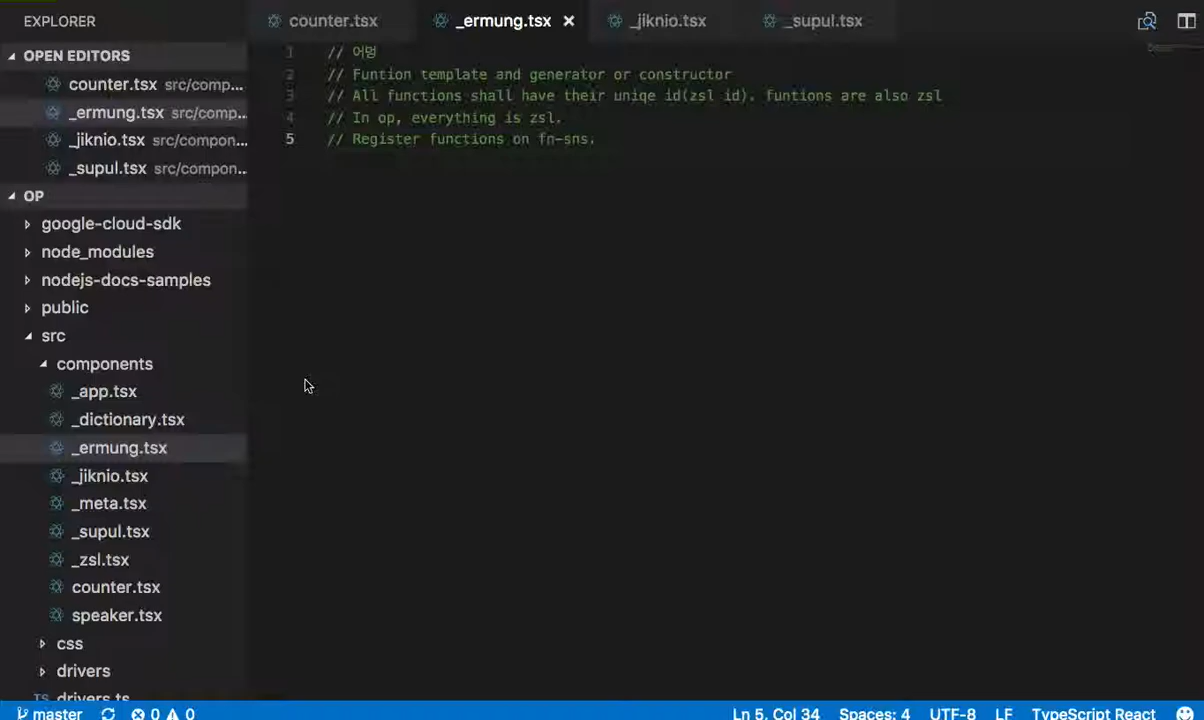 EXPLORER
OPEN EDITORS
counter.tsx src/comp...
_ermung.tsx src/comp...
_jiknio.tsx src/compon...
_supul.tsx src/compon...
OP
google-cloud-sdk
node_modules
nodejs-docs-samples
public
src
components
_app.tsx
_dictionary.tsx
_ermung.tsx
_jiknio.tsx
_meta.tsx
_supul.tsx
_zsl.tsx
counter.tsx
speaker.tsx
css
drivers
TS drivers.ts
counter.tsx _ermung.tsx _jiknio.tsx _supul.tsx
1 // 어멍
2 // Funtion template and generator or constructor
3 // All functions shall have their uniqe id(zsl id). funtions are also zsl
4 // In op, everything is zsl.
5 // Register functions on fn-sns.
master 0 0 Ln 5, Col 34 Spaces: 4 UTF-8 LF TypeScript React